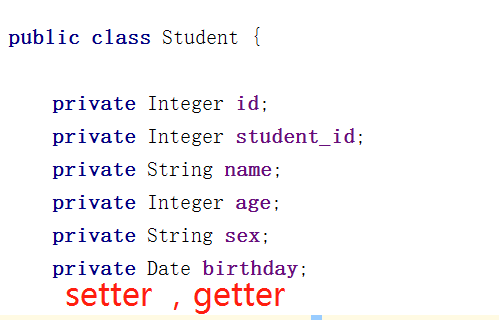 public class Student {
private Integer id;
private Integer student_id;
private String name;
private Integer age;
private String sex;
private Date birthday;
setter ，getter